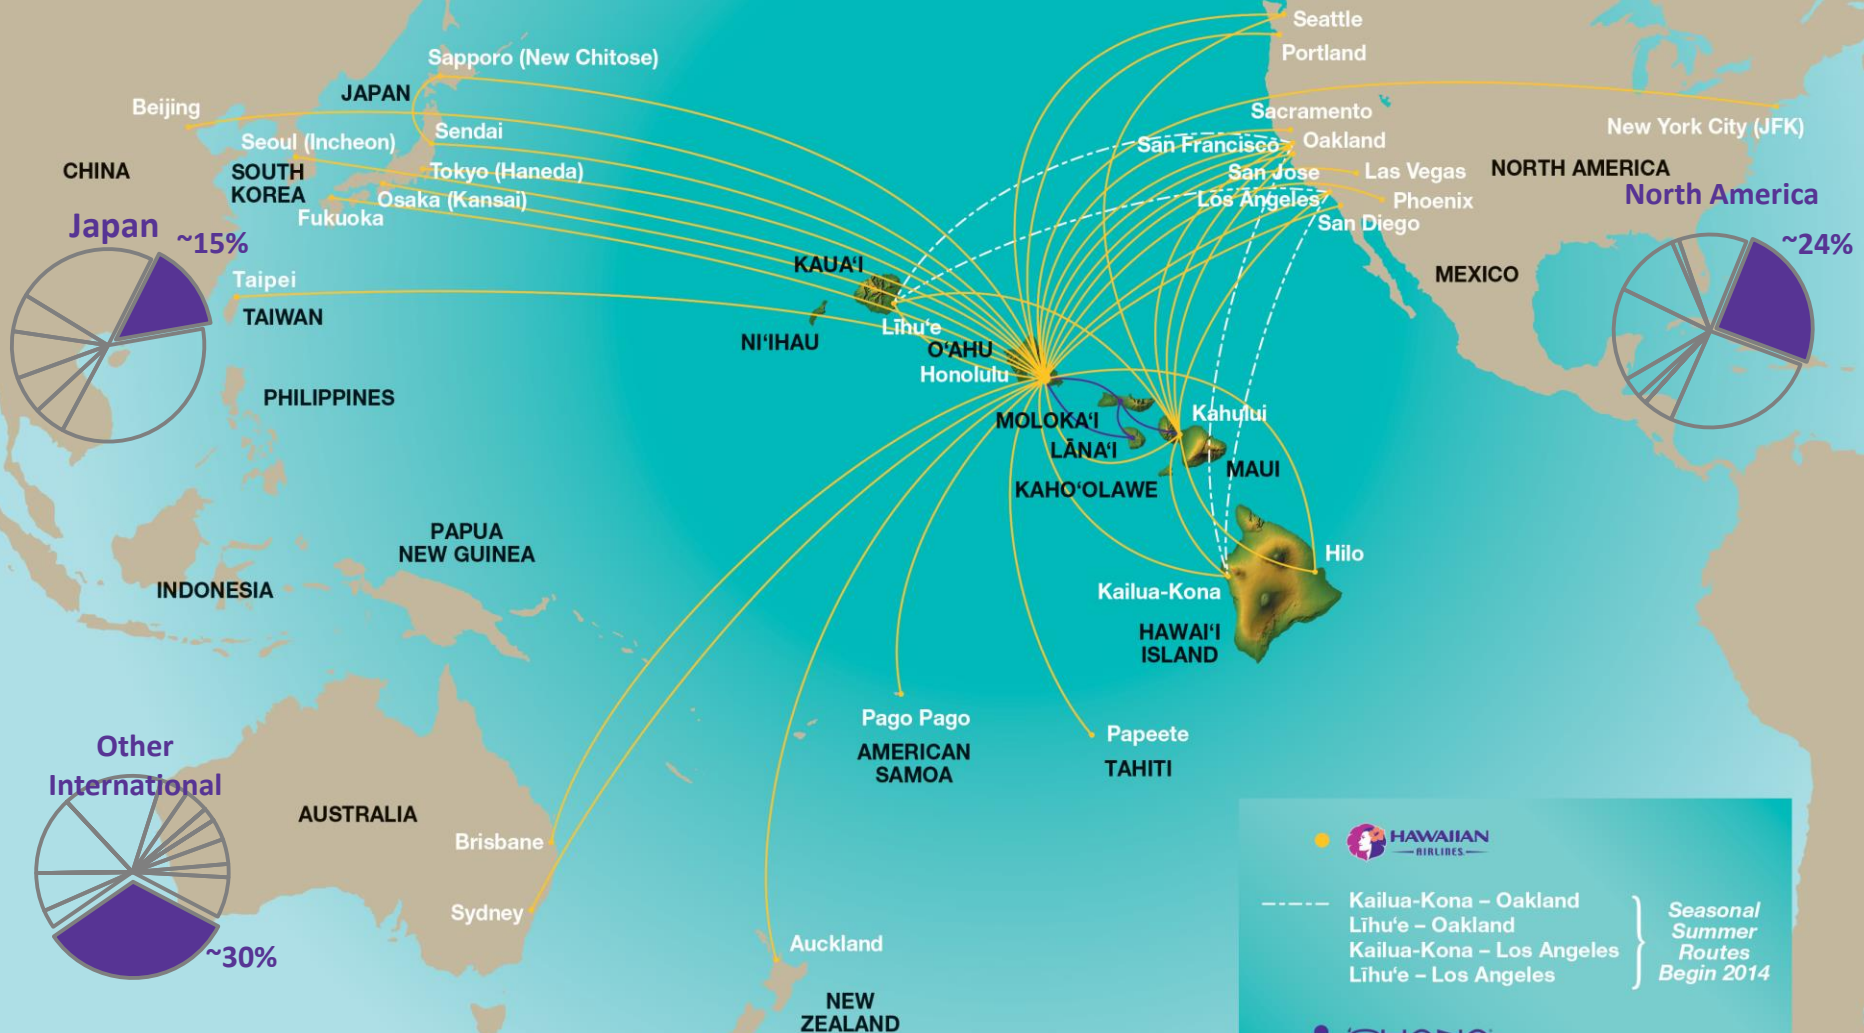 Seattle
Portland
Sapporo (New Chitose)
JAPAN
Beijing
Sacramento
Sendai
Seoul (Incheon)
San Francisco
Oakland
New York City (JFK)
CHINA
SOUTH
KOREA
Tokyo (Haneda)
San Jose
Las Vegas
NORTH AMERICA
Osaka (Kansai)
Los Angeles
Phoenix
North America
Fukuoka
San Diego
Japan
~15%
~24%
KAUA‘I
MEXICO
Taipei
TAIWAN
Līhu‘e
NI‘IHAU
O‘AHU
Honolulu
PHILIPPINES
MOLOKA‘I
Kahului
LĀNA‘I
MAUI
KAHO‘OLAWE
PAPUA
NEW GUINEA
Hilo
INDONESIA
Kailua-Kona
HAWAI‘I
ISLAND
Pago Pago
AMERICAN
SAMOA
Papeete
TAHITI
Other
International
AUSTRALIA
Brisbane
Sydney
~30%
Auckland
NEW
ZEALAND
HAWAIIAN
AIRLINES
Kailua-Kona – Oakland
Līhu‘e – Oakland
Kailua-Kona – Los Angeles
Līhu‘e – Los Angeles
Seasonal
Summer
Routes
Begin 2014